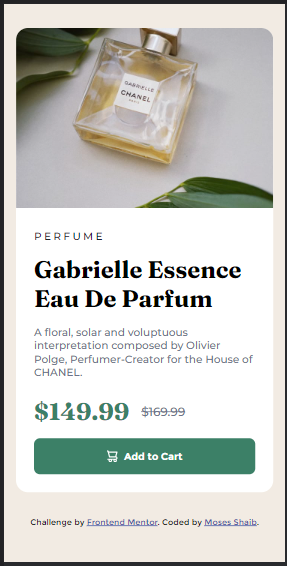 GABRIELLE
CHANEL
PARIS
PERFUME
Gabrielle Essence
Eau De Parfum
A floral, solar and voluptuous
interpretation composed by Olivier
Polge, Perfumer-Creator for the House of
CHANEL.
$149.99 $169.99
Add to Cart
Challenge by Frontend Mentor. Coded by Moses Shaib.